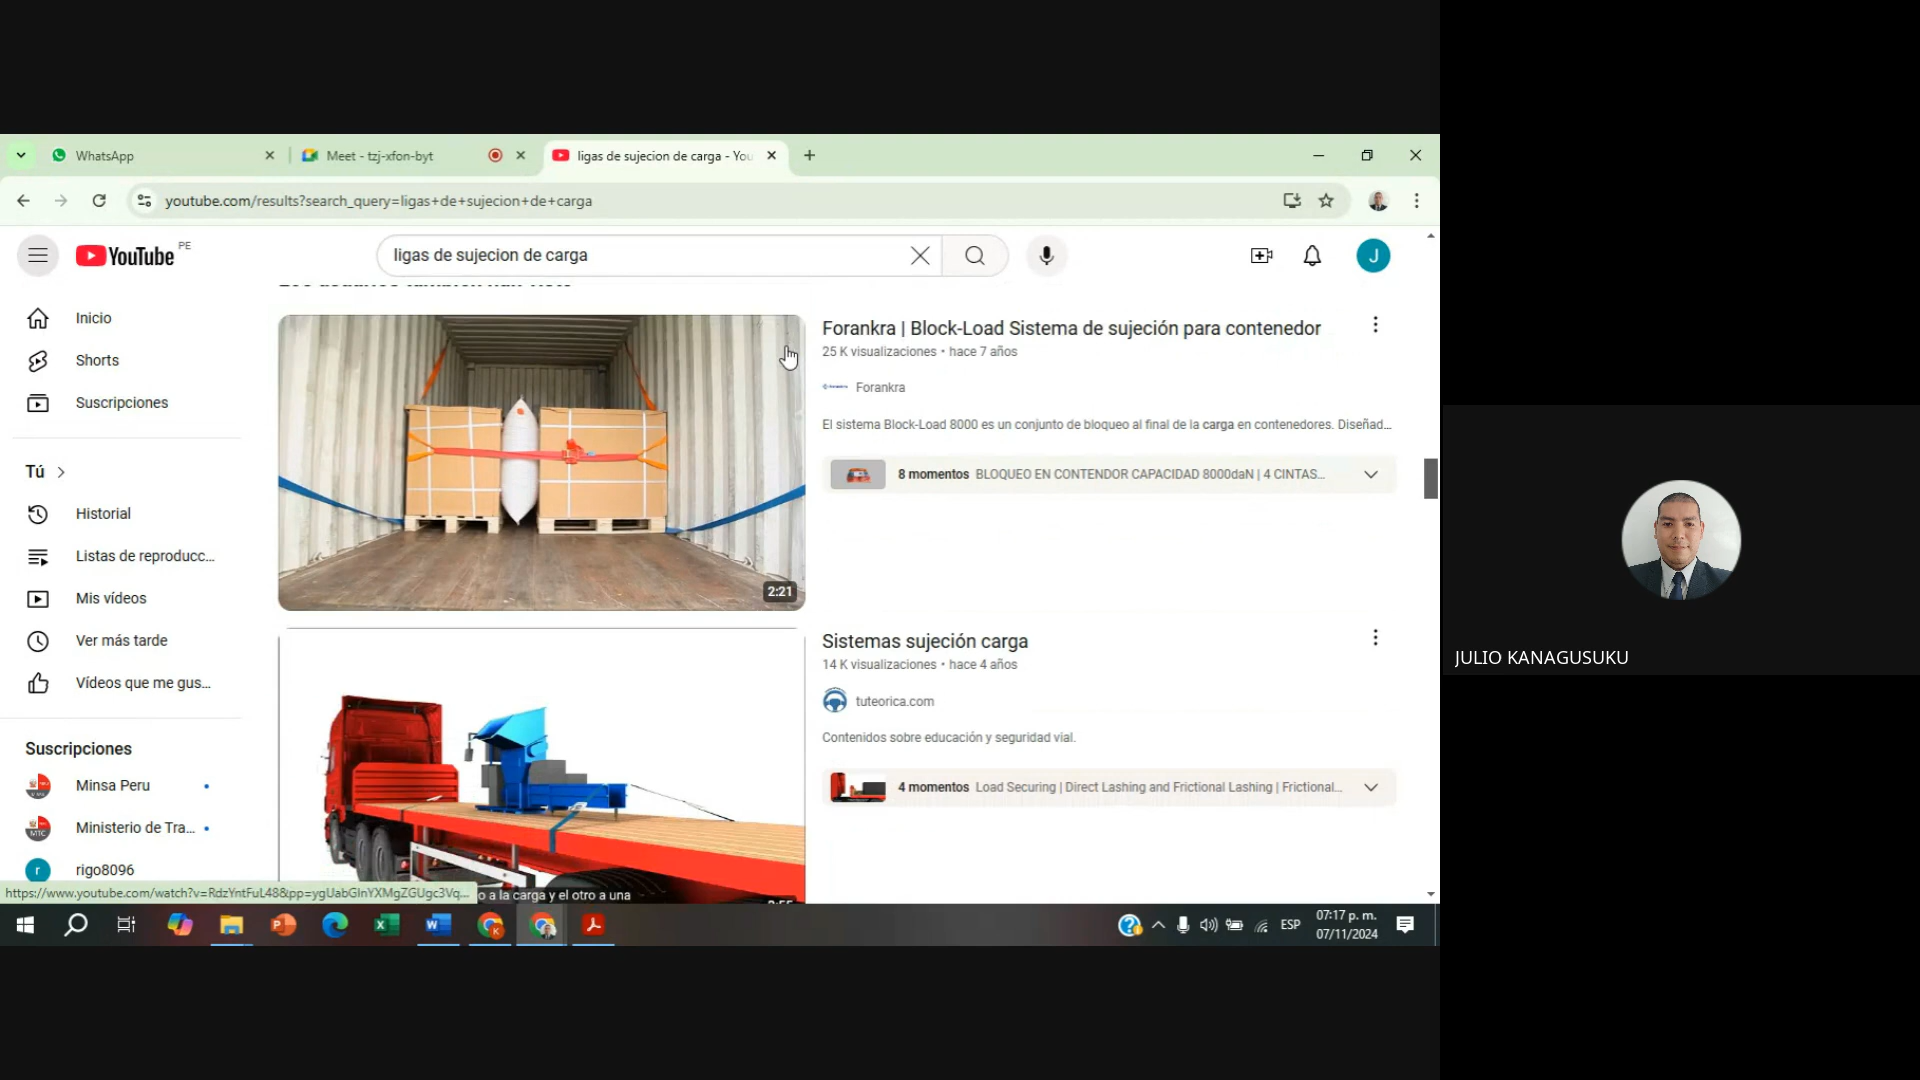 WhatsApp
Meet - tzj-xfon-byt
ligas de sujecion de carga - You
youtube.com/results?search_query=ligas+de+sujecion+de+carga
YouTube PE
ligas de sujecion de carga
J
Inicio
Shorts
Suscripciones
Tú
Historial
Listas de reproducc...
Mis vídeos
Ver más tarde
Vídeos que me gus...
Suscripciones
Minsa Peru
Ministerio de Tra...
rigo8096
2:21
Forankra | Block-Load Sistema de sujeción para contenedor
25 K visualizaciones • hace 7 años
Forankra
El sistema Block-Load 8000 es un conjunto de bloqueo al final de la carga en contenedores. Diseñad...
8 momentos BLOQUEO EN CONTENDOR CAPACIDAD 8000daN | 4 CINTAS...
Sistemas sujeción carga
14 K visualizaciones • hace 4 años
tuteorica.com
Contenidos sobre educación y seguridad vial.
4 momentos Load Securing | Direct Lashing and Frictional Lashing | Frictional...
o a la carga y el otro a una
ESP
07:17 p. m.
07/11/2024
JULIO KANAGUSUKU